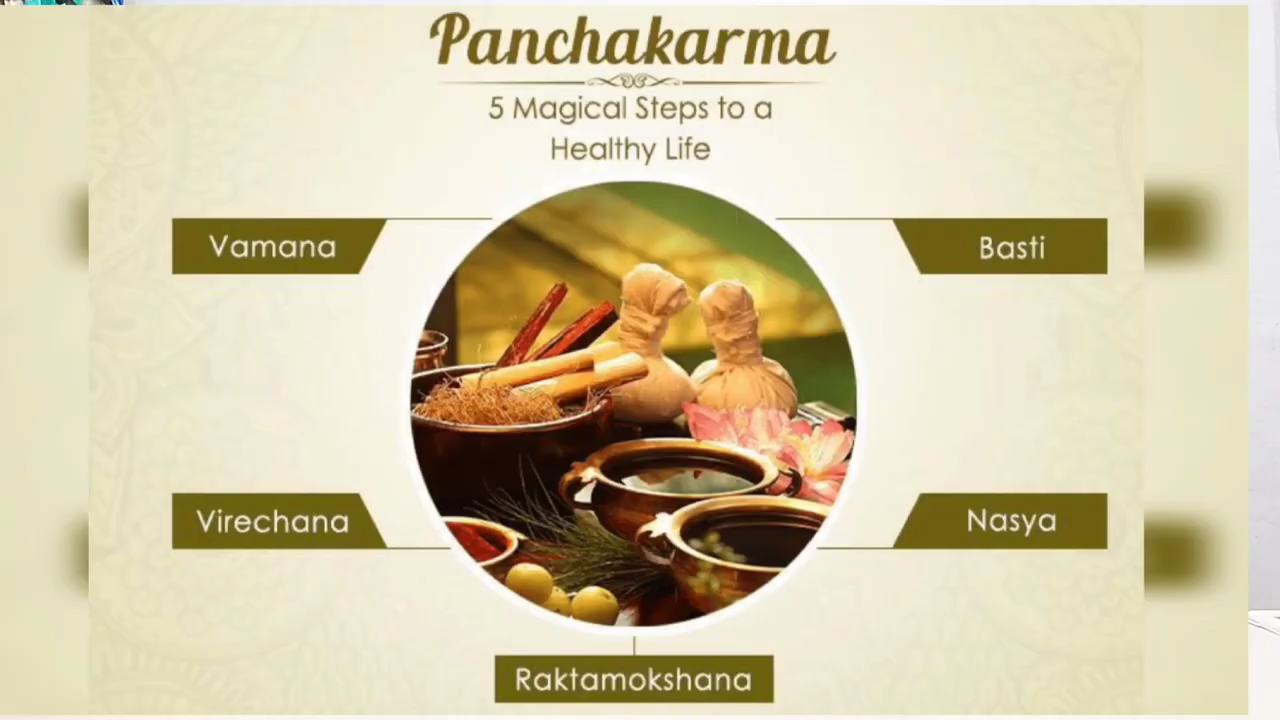 Panchakarma
5 Magical Steps to a
Healthy Life
Vamana
Basti
Virechana
Nasya
Raktamokshana